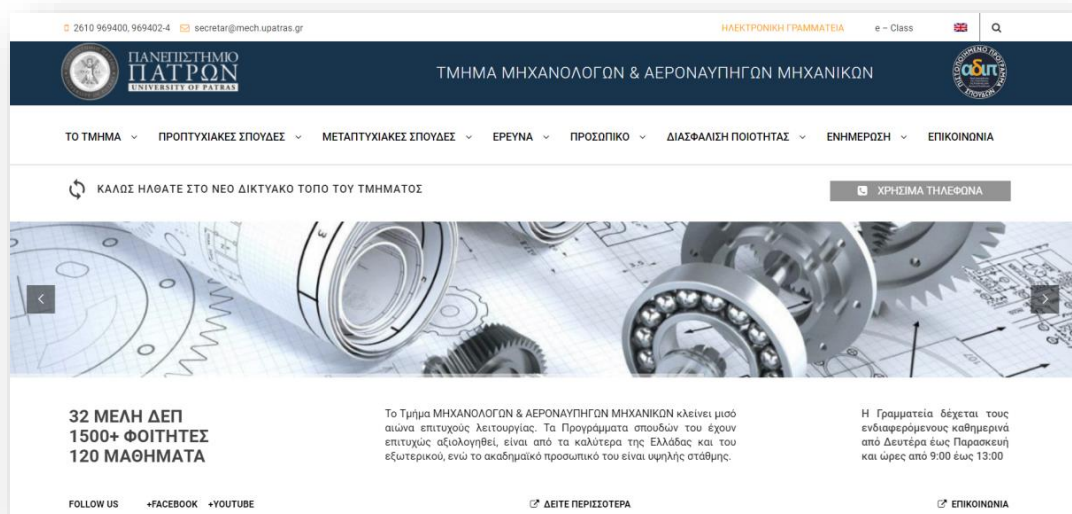 2610 969400, 969402-4 secretar@mech.upatras.gr ΗΛΕΚΤΡΟΝΙΚΗ ΓΡΑΜΜΑΤΕΙΑ e – Class
ΠΑΝΕΠΙΣΤΗΜΙΟ
ΠΑΤΡΩΝ
UNIVERSITY OF PATRAS
ΤΜΗΜΑ ΜΗΧΑΝΟΛΟΓΩΝ & ΑΕΡΟΝΑΥΠΗΓΩΝ ΜΗΧΑΝΙΚΩΝ
ΠΙΣΤΟΠΟΙΗΜΕΝΟ ΠΡΟΓΡΑΜΜΑ
αδιπ
ΣΠΟΥΔΩΝ
ΤΟ ΤΜΗΜΑ ΠΡΟΠΤΥΧΙΑΚΕΣ ΣΠΟΥΔΕΣ ΜΕΤΑΠΤΥΧΙΑΚΕΣ ΣΠΟΥΔΕΣ ΕΡΕΥΝΑ ΠΡΟΣΩΠΙΚΟ ΔΙΑΣΦΑΛΙΣΗ ΠΟΙΟΤΗΤΑΣ ΕΝΗΜΕΡΩΣΗ ΕΠΙΚΟΙΝΩΝΙΑ
ΚΑΛΩΣ ΗΛΘΑΤΕ ΣΤΟ ΝΕΟ ΔΙΚΤΥΑΚΟ ΤΟΠΟ ΤΟΥ ΤΜΗΜΑΤΟΣ
ΧΡΗΣΙΜΑ ΤΗΛΕΦΩΝΑ
32 ΜΕΛΗ ΔΕΠ
1500+ ΦΟΙΤΗΤΕΣ
120 ΜΑΘΗΜΑΤΑ
Το Τμήμα ΜΗΧΑΝΟΛΟΓΩΝ & ΑΕΡΟΝΑΥΠΗΓΩΝ ΜΗΧΑΝΙΚΩΝ κλείνει μισό
αιώνα επιτυχούς λειτουργίας. Τα Προγράμματα σπουδών του έχουν
επιτυχώς αξιολογηθεί, είναι από τα καλύτερα της Ελλάδας και του
εξωτερικού, ενώ το ακαδημαϊκό προσωπικό του είναι υψηλής στάθμης.
Η Γραμματεία δέχεται τους
ενδιαφερόμενους καθημερινά
από Δευτέρα έως Παρασκευή
και ώρες από 9:00 έως 13:00
FOLLOW US +FACEBOOK +YOUTUBE
ΔΕΙΤΕ ΠΕΡΙΣΣΟΤΕΡΑ
ΕΠΙΚΟΙΝΩΝΙΑ